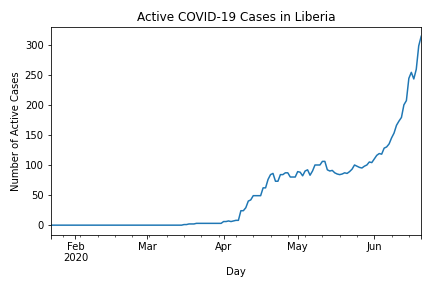 Active COVID-19 Cases in Liberia
Number of Active Cases
300
250
200
150
100
50
0
Feb Mar Apr May Jun
2020
Day